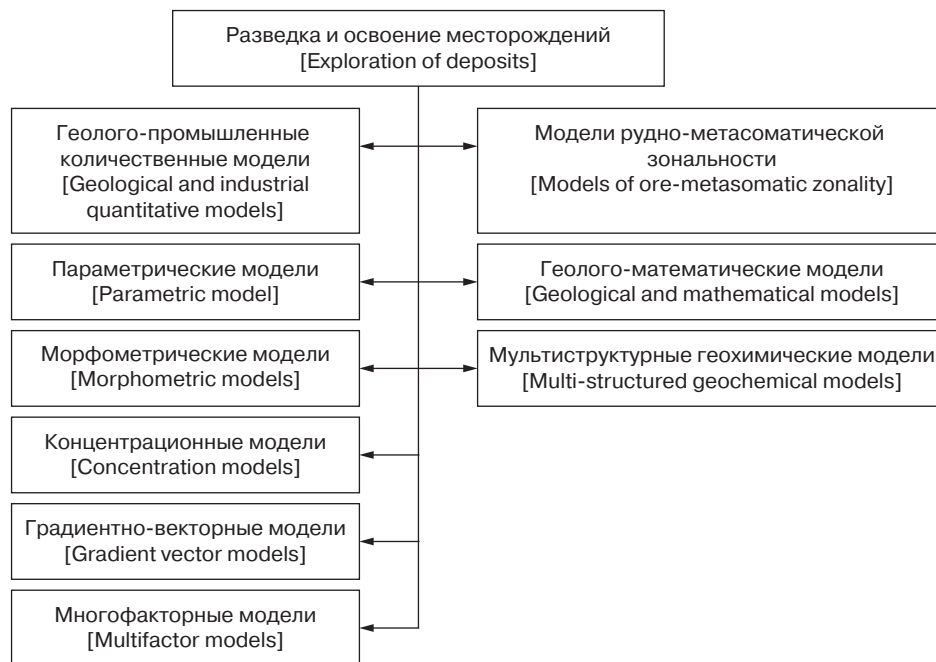 Разведка и освоение месторождений
[Exploration of deposits]
Геолого-промышленные
количественные модели
[Geological and industrial
quantitative models]
Модели рудно-метасоматической
зональности
[Models of ore-metasomatic zonality]
Параметрические модели
[Parametric model]
Геолого-математические модели
[Geological and mathematical models]
Морфометрические модели
[Morphometric models]
Мультиструктурные геохимические модели
[Multi-structured geochemical models]
Концентрационные модели
[Concentration models]
Градиентно-векторные модели
[Gradient vector models]
Многофакторные модели
[Multifactor models]